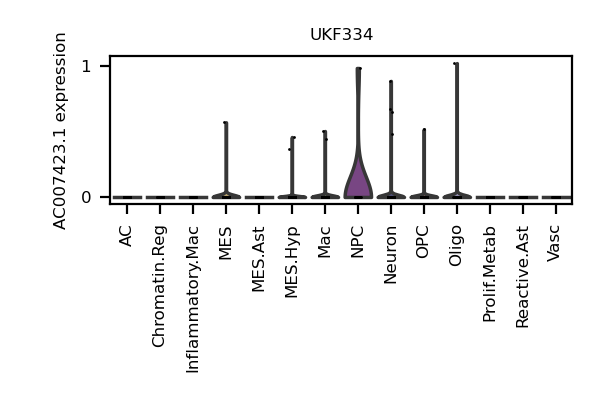 UKF334
AC007423.1 expression
1
0
AC
Chromatin.Reg
Inflammatory.Mac
MES
MES.Ast
MES.Hyp
Mac
NPC
Neuron
OPC
Oligo
Prolif.Metab
Reactive.Ast
Vasc